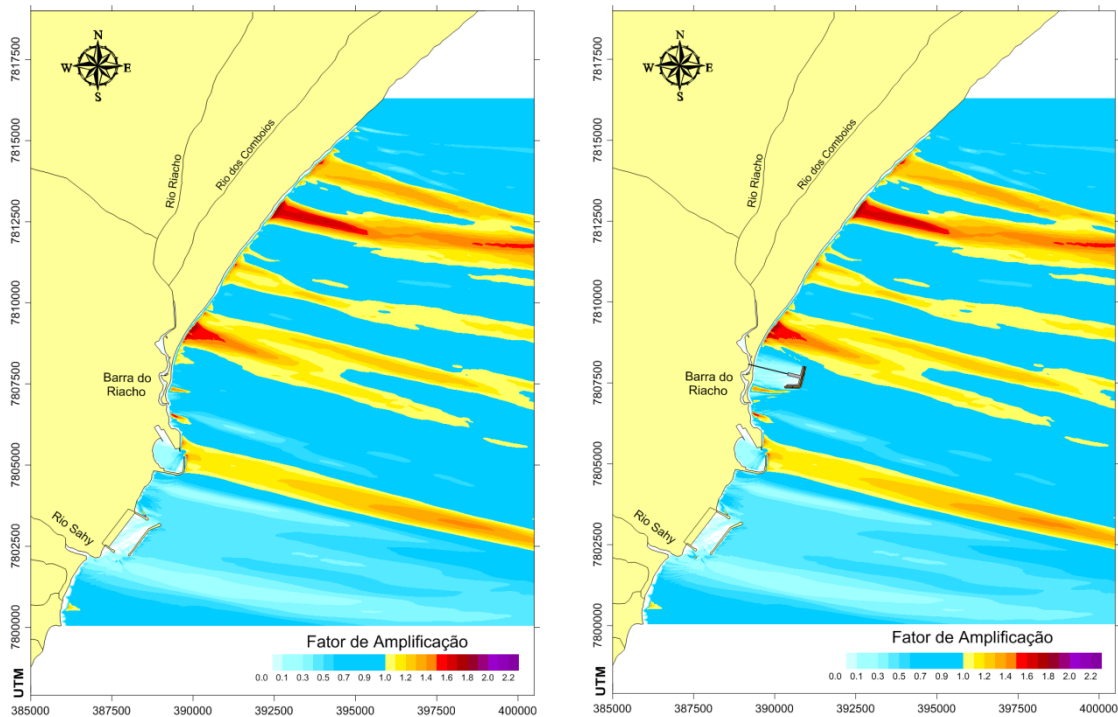 N
W E
S
7817500
7815000
7812500
7810000
7807500
7805000
7802500
7800000
UTM
Rio Riacho
Rio dos Comboios
Barra do
Riacho
Rio Sahy
Fator de Amplificação
0.0 0.1 0.3 0.5 0.7 0.9 1.0 1.2 1.4 1.6 1.8 2.0 2.2
385000 387500 390000 392500 395000 397500 400000
N
W E
S
7817500
7815000
7812500
7810000
7807500
7805000
7802500
7800000
UTM
Rio Riacho
Rio dos Comboios
Barra do
Riacho
Rio Sahy
Fator de Amplificação
0.0 0.1 0.3 0.5 0.7 0.9 1.0 1.2 1.4 1.6 1.8 2.0 2.2
385000 387500 390000 392500 395000 397500 400000